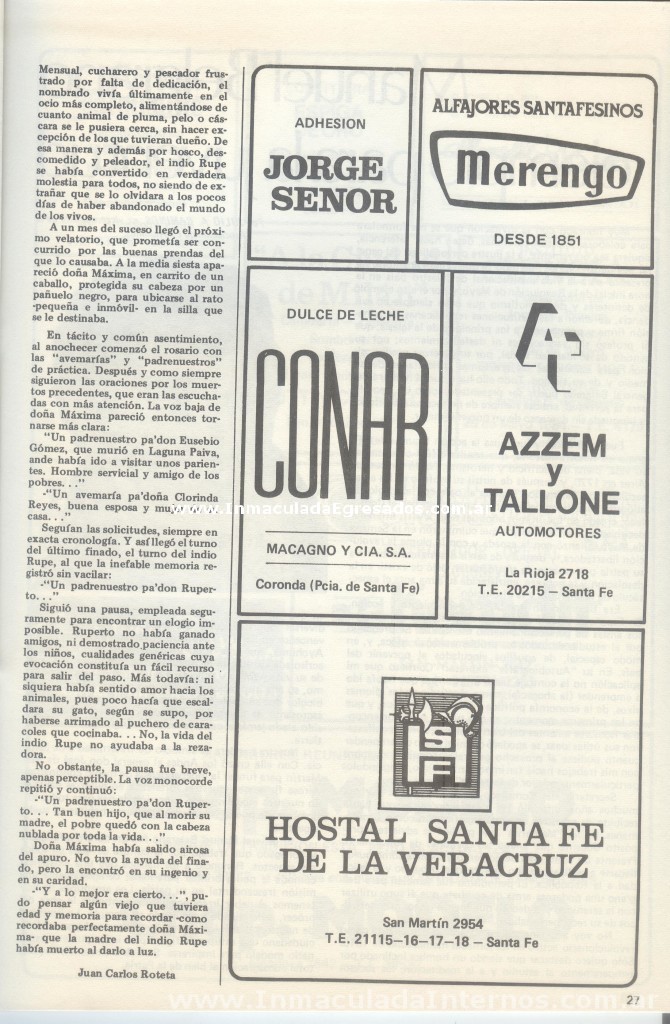 Mensual, cucharero y pescador frus-
trado por falta de dedicación, el
nombrado vivía últimamente en el
ocio más completo, alimentándose de
cuanto animal de pluma, pelo o cás-
cara se le pusiera cerca, sin hacer ex-
cepción de los que tuvieran dueño. De
esa manera y además por hosco, des-
comedido y peleador, el indio Rupe
se había convertido en verdadera
molestia para todos, no siendo de ex-
trañar que se lo olvidara a los pocos
días de haber abandonado el mundo
de los vivos.
A un mes del suceso llegó el próxi-
mo velatorio, que prometía ser con-
currido por las buenas prendas del
que lo causaba. A la media siesta apa-
reció doña Máxima, en carrito de un
caballo, protegida su cabeza por un
pañuelo negro, para ubicarse al rato
-pequeña e inmóvil- en la silla que
se le destinaba.
En tácito y común asentimiento,
al anochecer comenzó el rosario con
las "avemarías" y "padrenuestros"
de práctica. Después y como siempre
siguieron las oraciones por los muer-
tos precedentes, que eran las escucha-
das con más atención. La voz baja de
doña Máxima pareció entonces tor-
narse más clara:
"Un padrenuestro pa'don Eusebio
Gómez, que murió en Laguna Paiva,
ande había ido a visitar unos parien-
tes. Hombre servicial y amigo de los
pobres. . ."
-"Un avemaría pa'doña Clorinda
Reyes, buena esposa y mujer de su
casa. . ."
Seguían las solicitudes, siempre en
exacta cronología. Y así llegó el turno
del último finado, el turno del indio
Rupe, al que la inefable memoria re-
gistró sin vacilar:
-"Un padrenuestro pa'don Ruper-
to. . ."
Siguió una pausa, empleada segu-
ramente para encontrar un elogio im-
posible. Ruperto no había ganado
amigos, ni demostrado paciencia ante
los niños, cualidades genéricas cuya
evocación constituía un fácil recurso
para salir del paso. Más todavía: ni
siquiera había sentido amor hacia los
animales, pues poco hacía que escal-
dara su gato, según se supo, por
haberse arrimado al puchero de cara-
coles que cocinaba. . . No, la vida del
indio Rupe no ayudaba a la reza-
dora.
No obstante, la pausa fue breve,
apenas perceptible. La voz monocorde
repitió y continuó:
-"Un padrenuestro pa'don Ruper-
to. . . Tan buen hijo, que al morir su
madre, el pobre quedó con la cabeza
nublada por toda la vida. . ."
Doña Máxima había salido airosa
del apuro. No tuvo la ayuda del fina-
do, pero la encontró en su ingenio y
en su caridad.
-"Y a lo mejor era cierto. . .", pu-
do pensar algún viejo que tuviera
edad y memoria para recordar -como
recordaba perfectamente doña Máxi-
ma- que la madre del indio Rupe
había muerto al darlo a luz.
Juan Carlos Roteta
ADHESION
JORGE
SENOR
ALFAJORES SANTAFESINOS
merengo
DESDE 1851
DULCE DE LECHE
CONAR
MACAGNO Y CIA. S.A.
Coronda (Pcia. de Santa Fe)
AZZEM
y
TALLONE
AUTOMOTORES
La Rioja 2718
T.E. 20215 — Santa Fe
SF
HOSTAL SANTA FE
DE LA VERACRUZ
San Martín 2954
T.E. 21115-16-17-18 — Santa Fe
27
www.InmaculadaEgresados.com.ar
www.InmaculadaInternos.com.ar